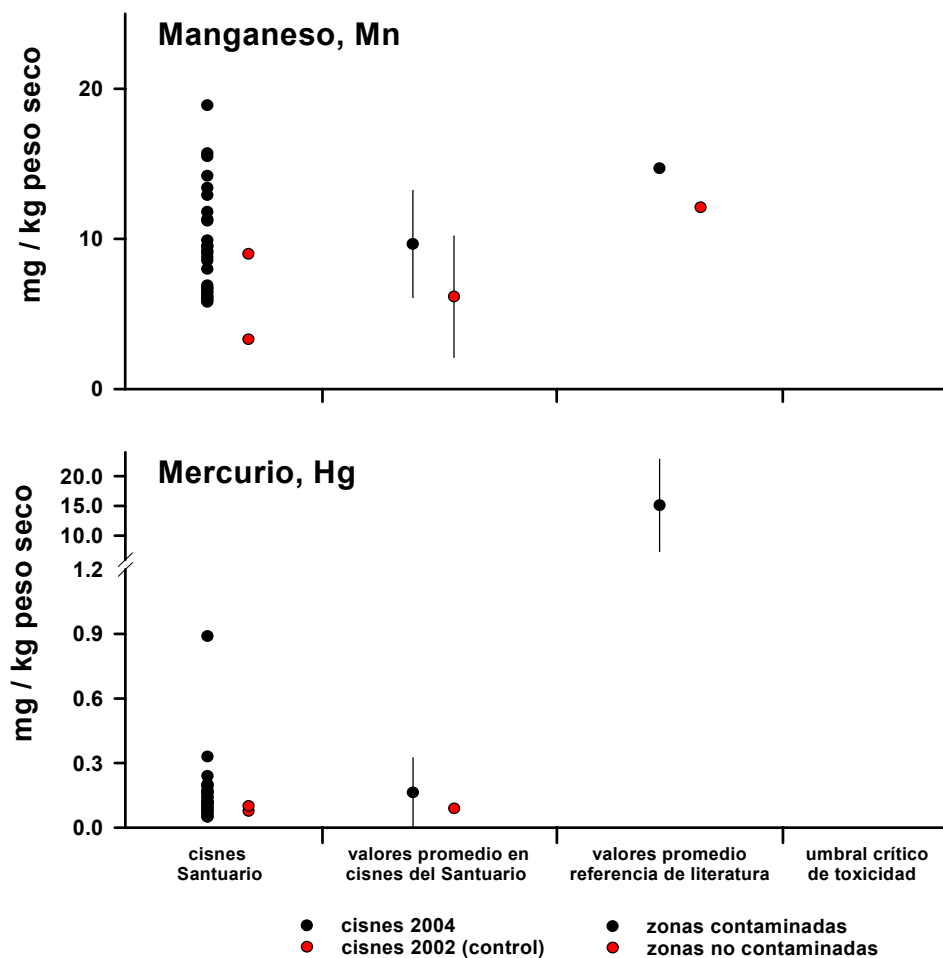 Manganeso, Mn
mg / kg peso seco
20
10
0
Mercurio, Hg
mg / kg peso seco
20.0
15.0
10.0
1.2
0.9
0.6
0.3
0.0
cisnes
Santuario
valores promedio en
cisnes del Santuario
valores promedio
referencia de literatura
umbral crítico
de toxicidad
cisnes 2004
cisnes 2002 (control)
zonas contaminadas
zonas no contaminadas